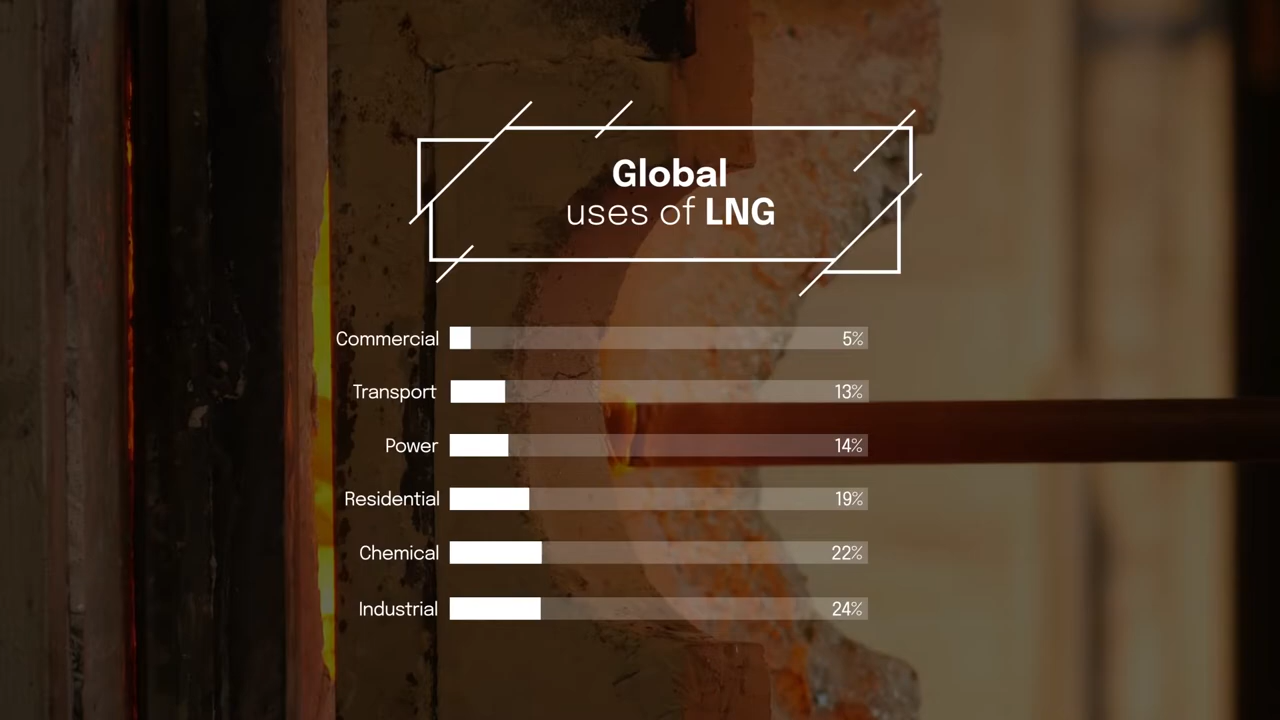 Global
uses of LNG
Commercial 5%
Transport 13%
Power 14%
Residential 19%
Chemical 22%
Industrial 24%